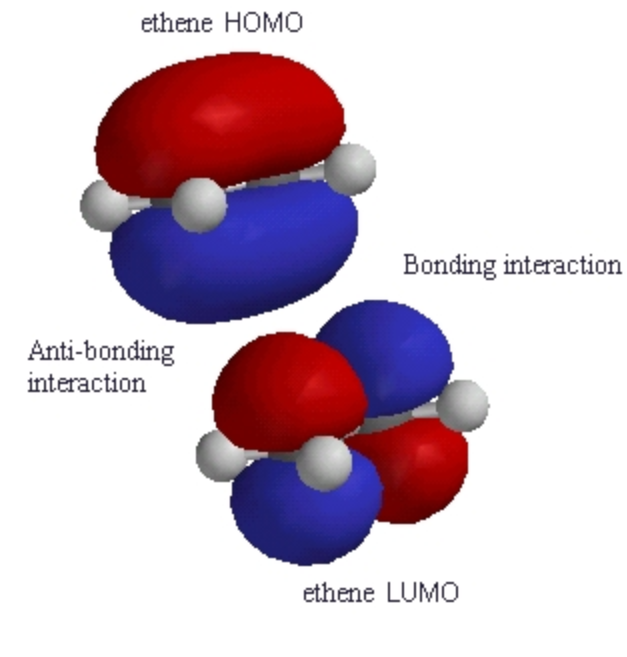 ethene HOMO
Bonding interaction
Anti-bonding
interaction
ethene LUMO